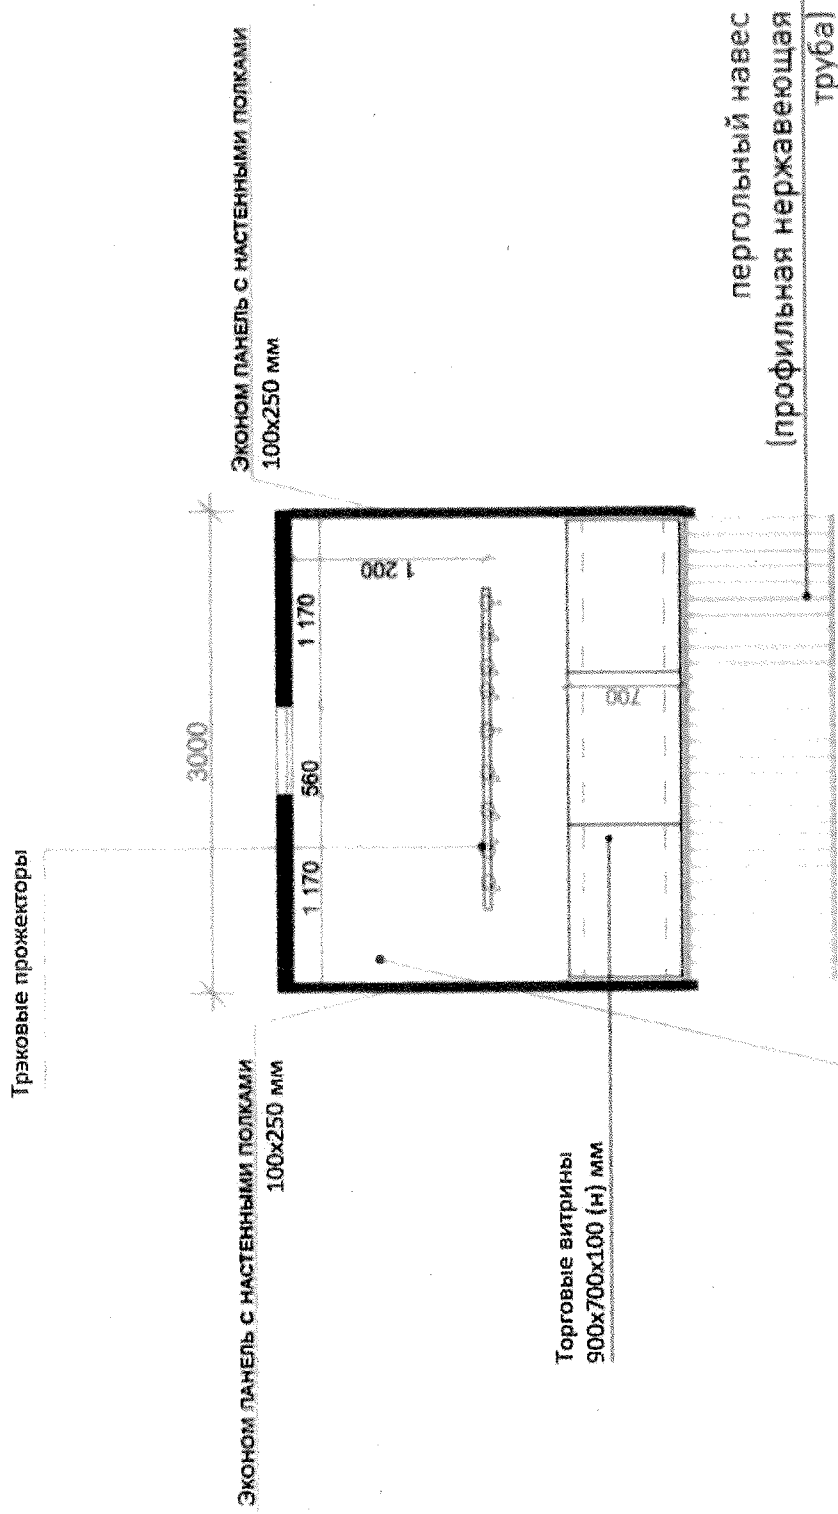 Трэковые прожекторы
3000
Эконом ПАНЕЛЬ С НАСТЕННЫМИ ПОЛКАМИ
100x250 мм
Эконом ПАНЕЛЬ С НАСТЕННЫМИ ПОЛКАМИ
100x250 мм
1 170
560
1 170
1 200
700
Торговые витрины
900x700x100 (н) мм
пергольный навес
(профильная нержавеющая
труба)